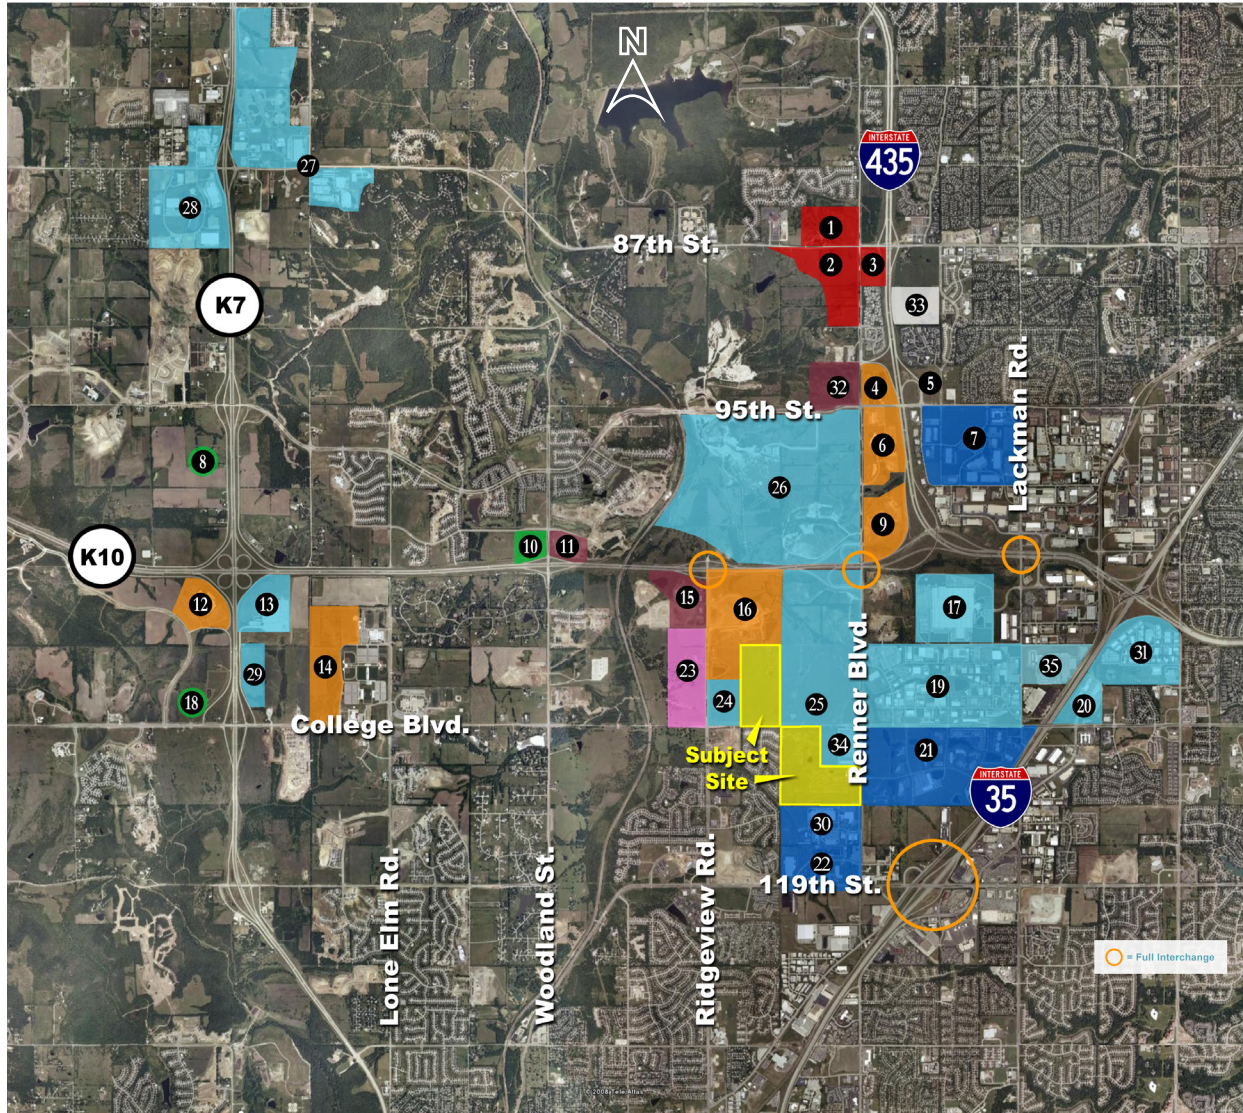 N
INTERSTATE
435
27
28
1
87th St.
2
3
K7
33
Lackman Rd.
32
4
5
95th St.
6
7
8
26
9
K10
10
11
12
13
15
16
17
14
29
23
18
24
25
Renner Blvd.
19
35
31
20
College Blvd.
Subject
Site
34
21
INTERSTATE
35
30
22
119th St.
Lone Elm Rd.
Woodland St.
Ridgeview Rd.
= Full Interchange
© 2008 Tele Atlas